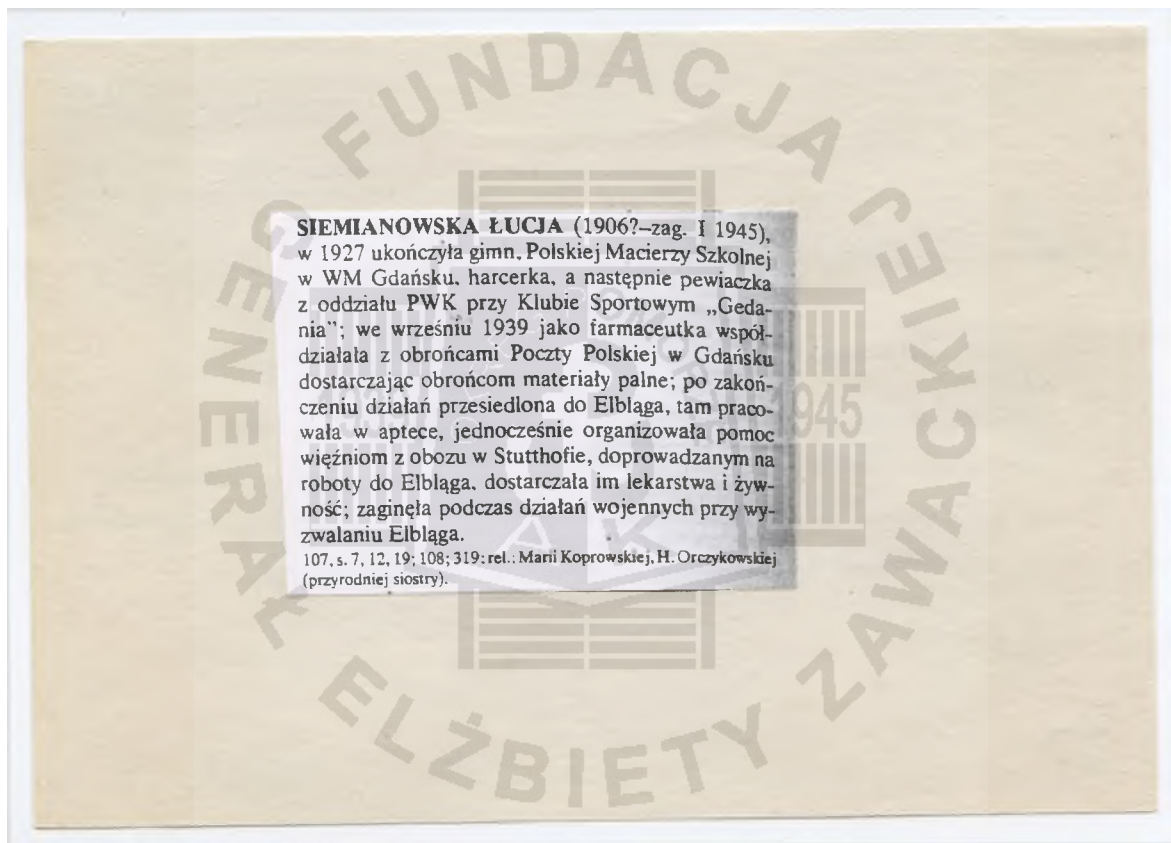 SIEMIANOWSKA ŁUCJA (1906?–zag. I 1945),
w 1927 ukończyła gimn. Polskiej Macierzy Szkolnej
w WM Gdańsku, harcerka, a następnie pewiaczka
z oddziału PWK przy Klubie Sportowym „Geda-
nia”; we wrześniu 1939 jako farmaceutka współ-
działała z obrońcami Poczty Polskiej w Gdańsku
dostarczając obrońcom materiały palne; po zakoń-
czeniu działań przesiedlona do Elbląga, tam praco-
wała w aptece, jednocześnie organizowała pomoc
więźniom z obozu w Stutthofie, doprowadzanym na
roboty do Elbląga, dostarczała im lekarstwa i żyw-
ność; zaginęła podczas działań wojennych przy wy-
zwalaniu Elbląga.
107, s. 7, 12, 19; 108; 319: rel.: Marii Koprowskiej, H. Orczykowskiej
(przyrodniej siostry).
FUNDACJA
GENERAŁ ELŻBIETY ZAWACKIEJ
1945